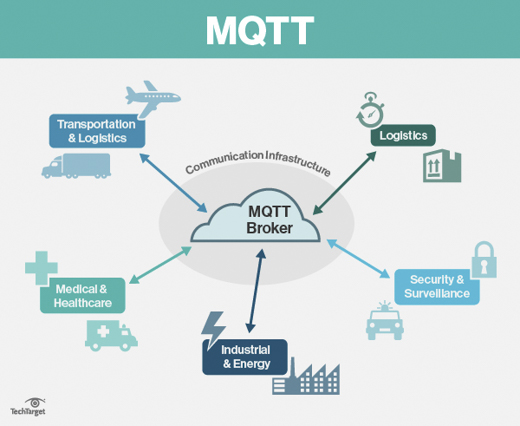 MQTT
Transportation
& Logistics
Logistics
Communication Infrastructure
MQTT
Broker
Medical &
Healthcare
Security &
Surveillance
Industrial
& Energy
TechTarget